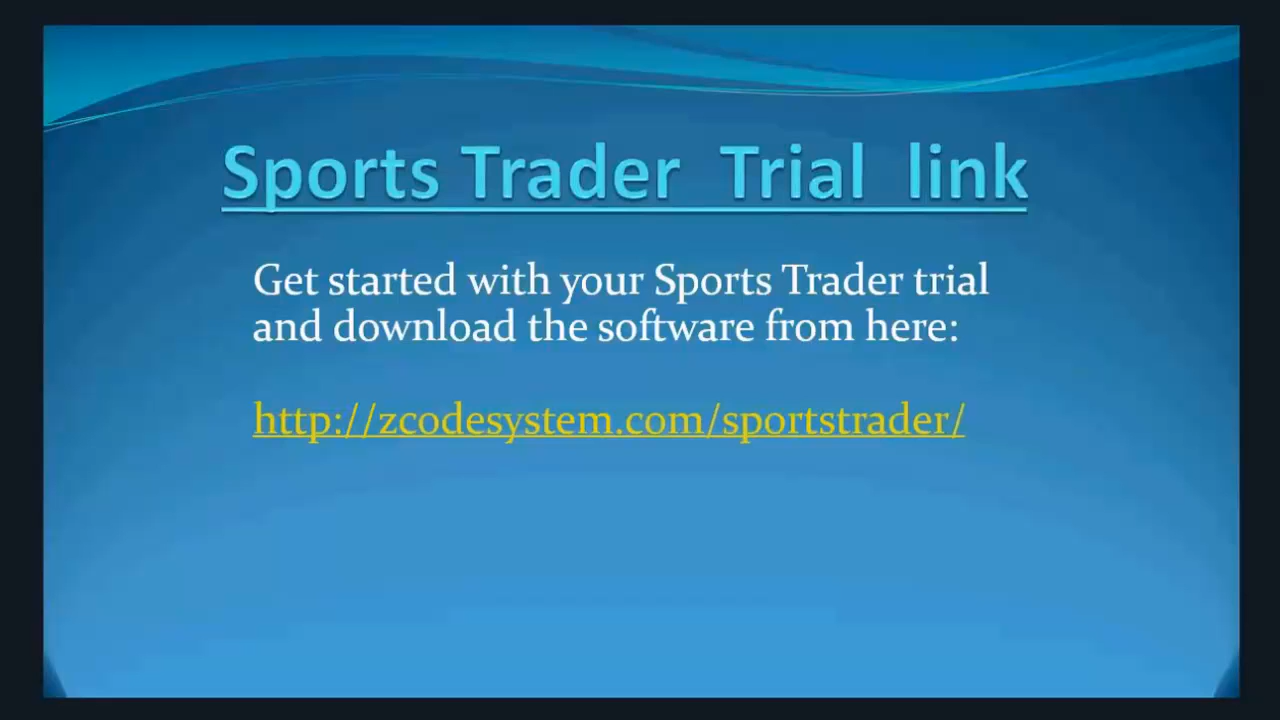 Sports Trader Trial link
Get started with your Sports Trader trial
and download the software from here:
http://zcodesystem.com/sportstrader/